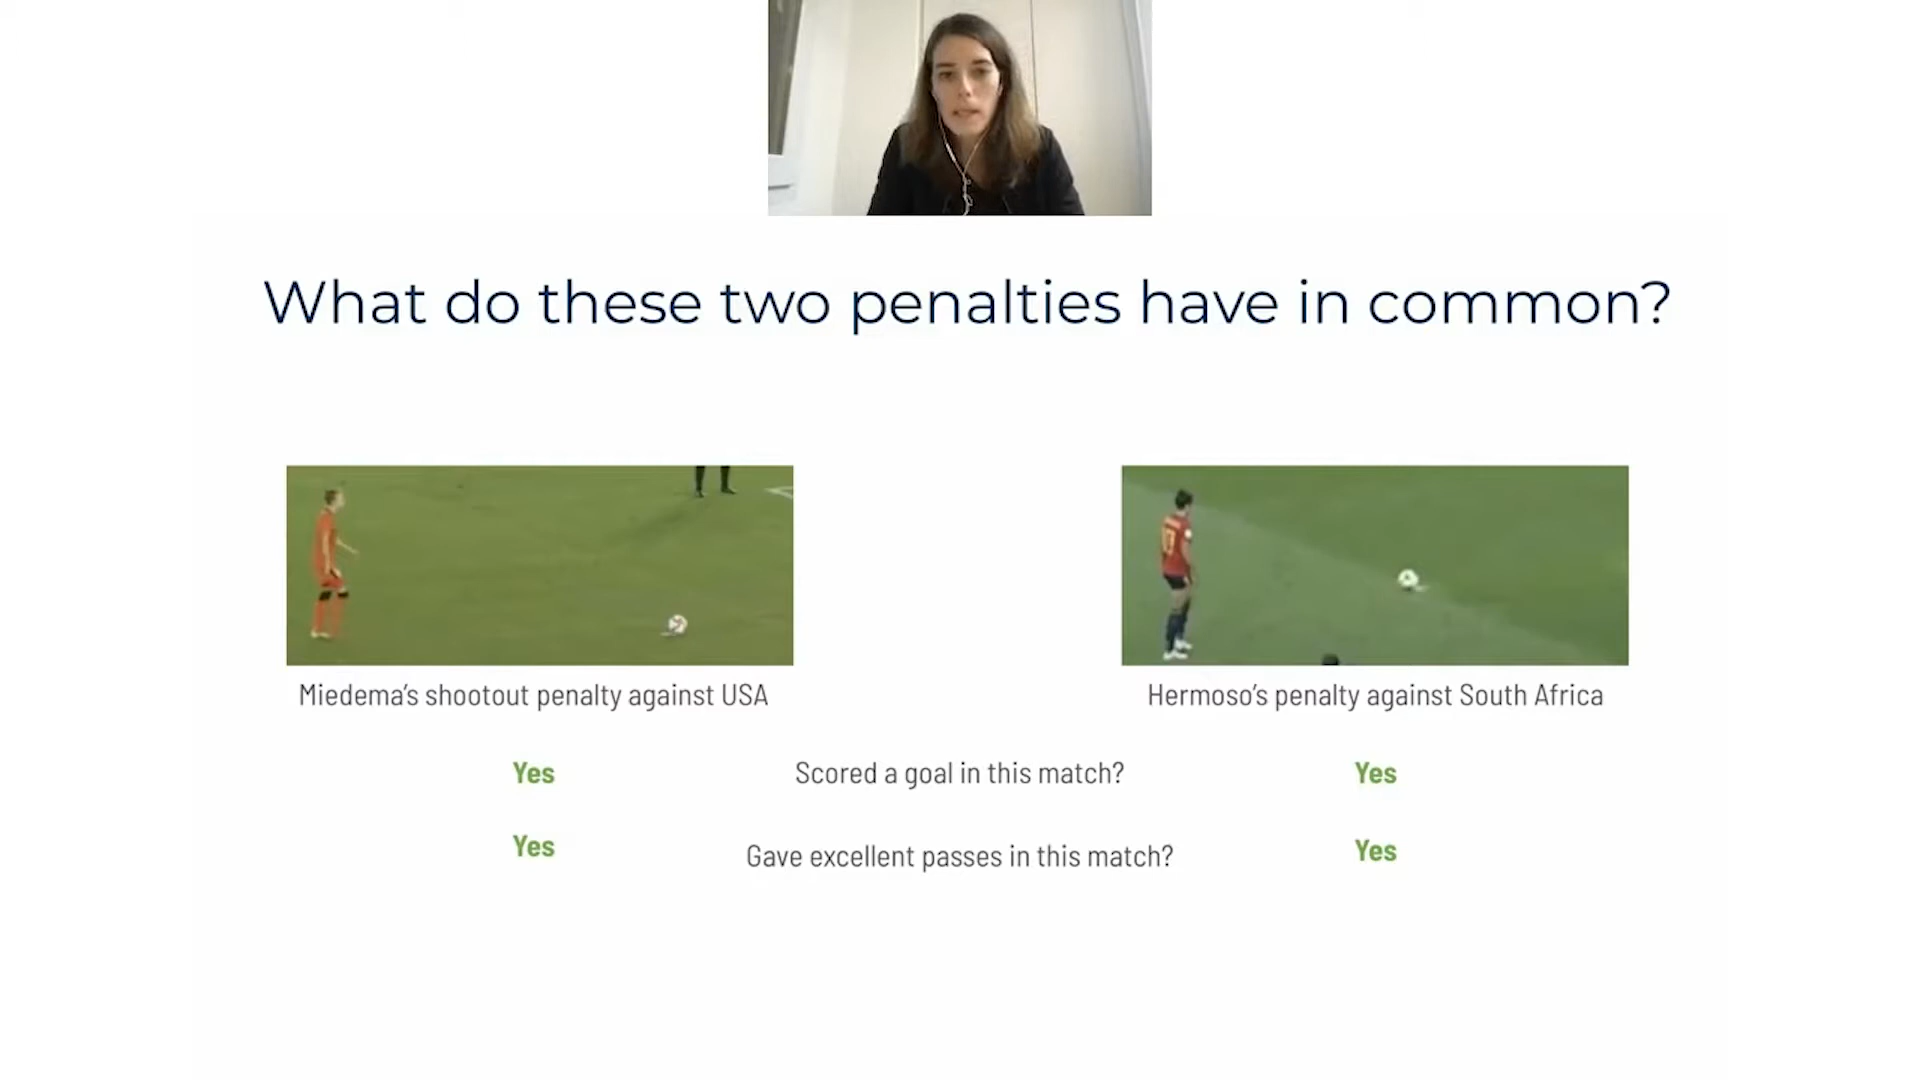 What do these two penalties have in common?
Miedema's shootout penalty against USA
Hermoso's penalty against South Africa
Yes
Scored a goal in this match?
Yes
Yes
Gave excellent passes in this match?
Yes